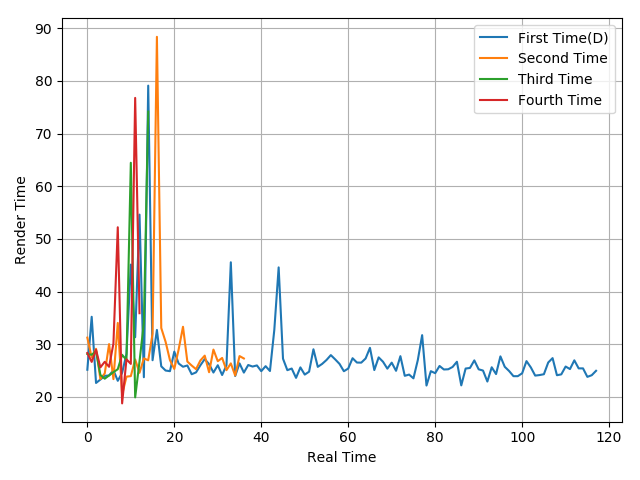 90
80
70
60
50
40
30
20
Render Time
0
20
40
60
80
100
120
Real Time
First Time(D)
Second Time
Third Time
Fourth Time